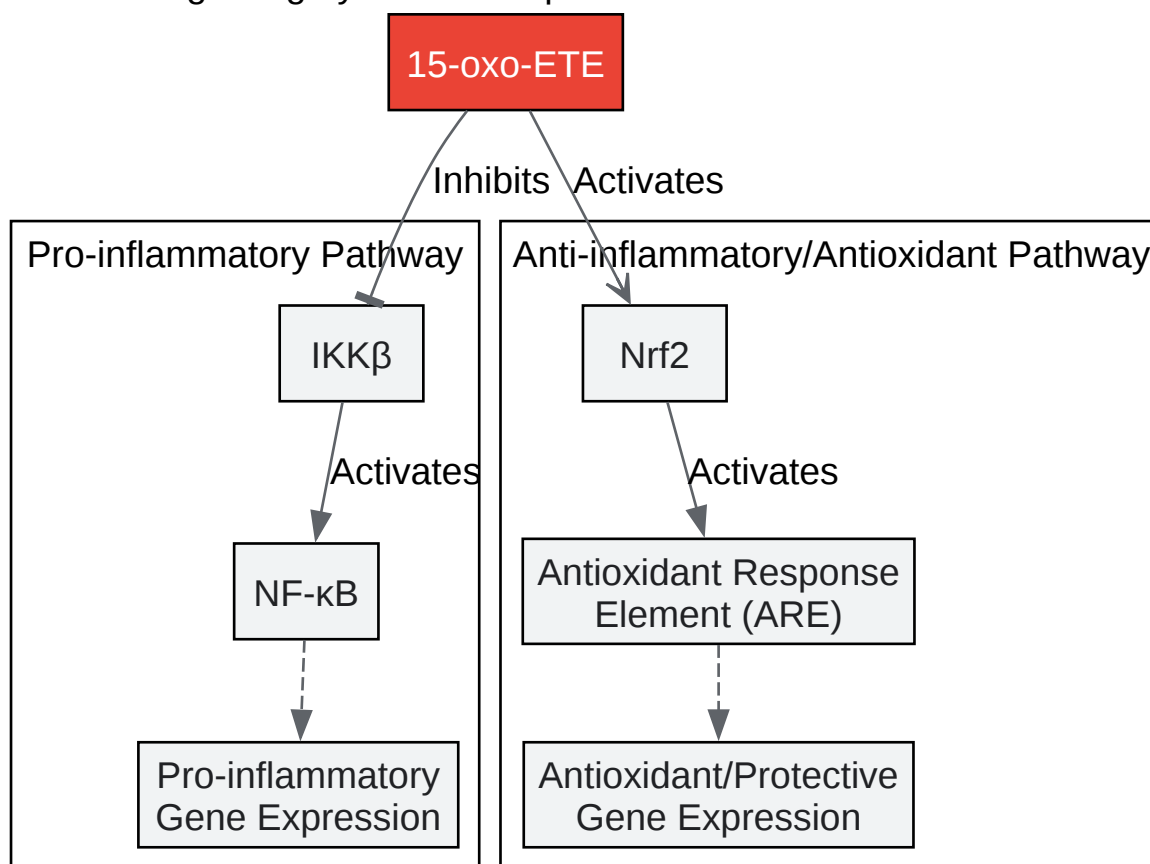 15-oxo-ETE
Inhibits Activates
Pro-inflammatory Pathway
Anti-inflammatory/Antioxidant Pathway
IKKβ
Nrf2
Activates
Activates
NF-κB
Antioxidant Response
Element (ARE)
Pro-inflammatory
Gene Expression
Antioxidant/Protective
Gene Expression